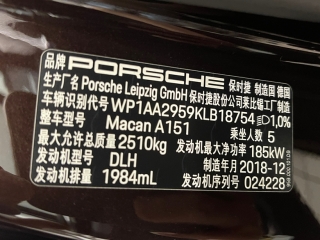 品牌 PORSCHE 保时捷 制造国 德国
生产厂名 Porsche Leipzig GmbH 保时捷股份公司莱比锡工厂制造
车辆识别代号 WP1AA2959KLB18754 1,0%
整车型号 Macan A151 乘坐人数 5
最大允许总质量 2510kg 发动机最大净功率 185kW
发动机型号 DLH 制造年月 2018-12
发动机排量 1984mL 发动机序列号 024228